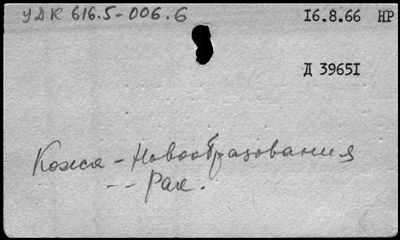 УДК 616.5-006.6
16.8.66 НР
Д 39651
Кожа - Новообразования
-- Рак.